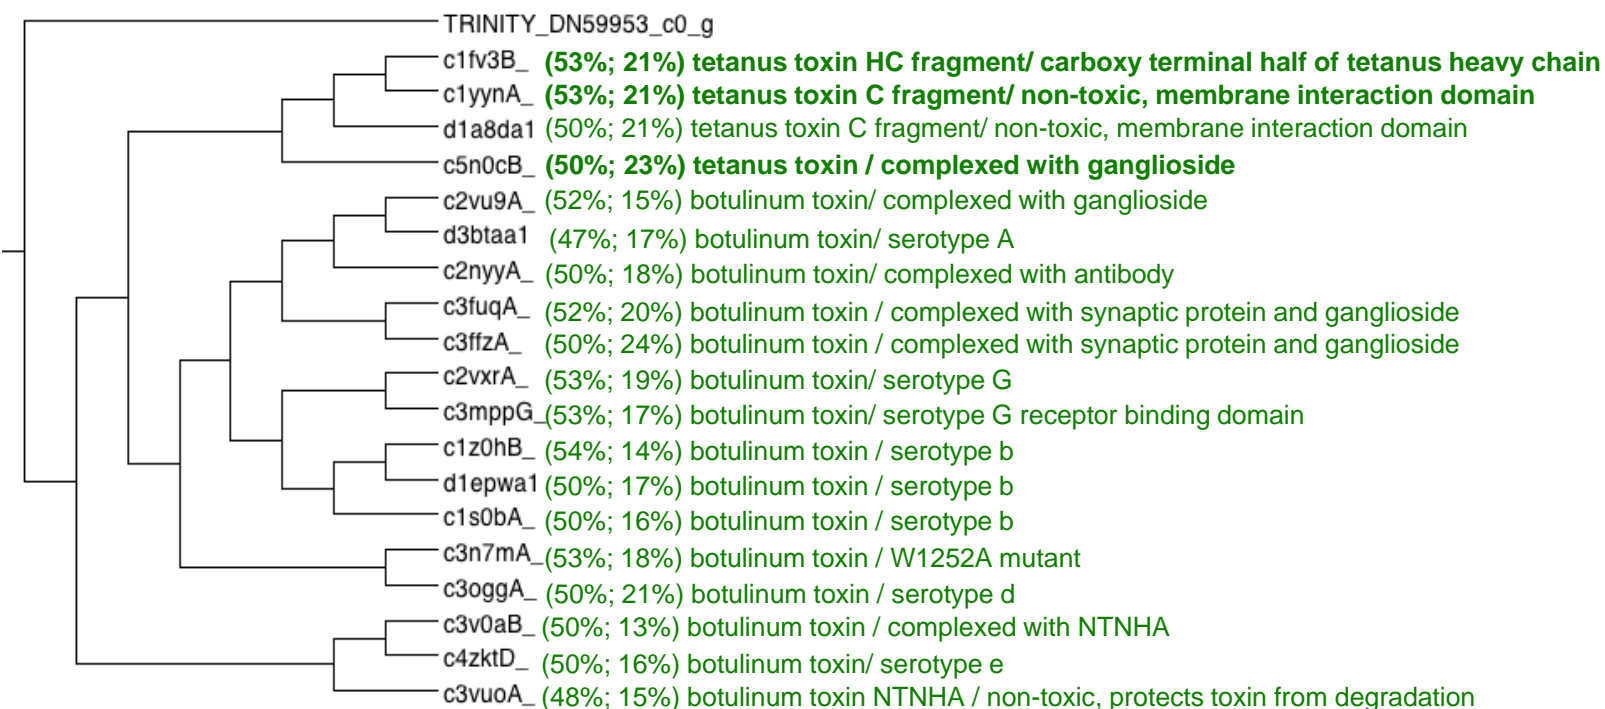 TRINITY_DN59953_c0_g
c1fv3B_ (53%; 21%) tetanus toxin HC fragment/ carboxy terminal half of tetanus heavy chain
c1yynA_ (53%; 21%) tetanus toxin C fragment/ non-toxic, membrane interaction domain
d1a8da1 (50%; 21%) tetanus toxin C fragment/ non-toxic, membrane interaction domain
c5n0cB_ (50%; 23%) tetanus toxin / complexed with ganglioside
c2vu9A_ (52%; 15%) botulinum toxin/ complexed with ganglioside
d3btaa1 (47%; 17%) botulinum toxin/ serotype A
c2nyyA_ (50%; 18%) botulinum toxin/ complexed with antibody
c3fuqA_ (52%; 20%) botulinum toxin / complexed with synaptic protein and ganglioside
c3ffzA_ (50%; 24%) botulinum toxin / complexed with synaptic protein and ganglioside
c2vxrA_ (53%; 19%) botulinum toxin/ serotype G
c3mppG_ (53%; 17%) botulinum toxin/ serotype G receptor binding domain
c1z0hB_ (54%; 14%) botulinum toxin / serotype b
d1epwa1 (50%; 17%) botulinum toxin / serotype b
c1s0bA_ (50%; 16%) botulinum toxin / serotype b
c3n7mA_ (53%; 18%) botulinum toxin / W1252A mutant
c3oggA_ (50%; 21%) botulinum toxin / serotype d
c3v0aB_ (50%; 13%) botulinum toxin / complexed with NTNHA
c4zktD_ (50%; 16%) botulinum toxin/ serotype e
c3vuoA_ (48%; 15%) botulinum toxin NTNHA / non-toxic, protects toxin from degradation